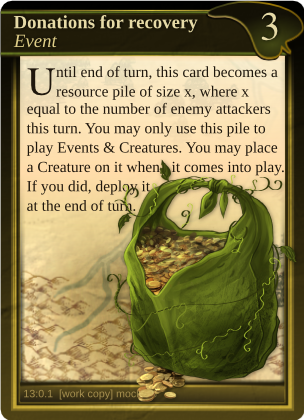 Donations for recovery
Event
3
Until end of turn, this card becomes a
resource pile of size x, where x
equal to the number of enemy attackers
this turn. You may only use this pile to
play Events & Creatures. You may place
a Creature on it when it comes into play.
If you did, deploy it
at the end of turn.
13:0.1 [work copy] moc